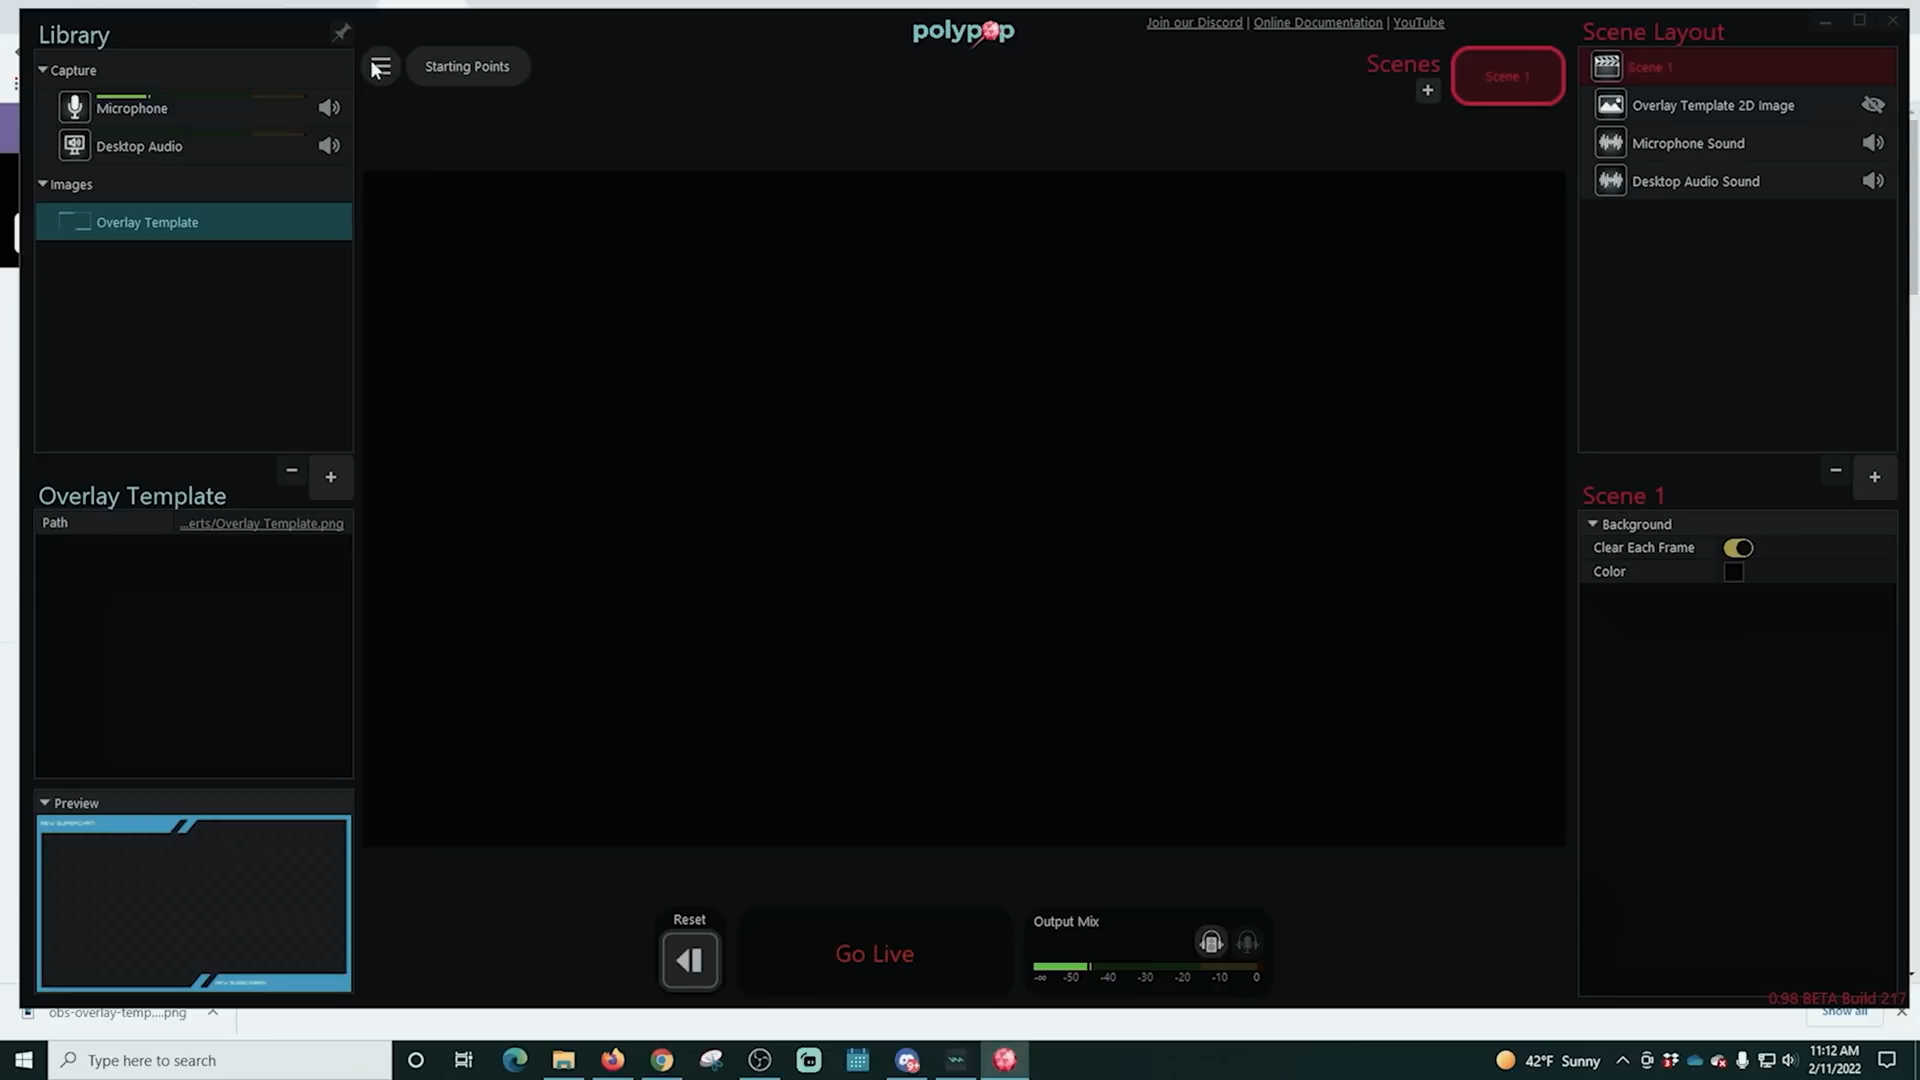 Library
polypop
Join our Discord | Online Documentation | YouTube
Scene Layout
Capture
Starting Points
Scenes
+
Scene 1
Scene 1
Microphone
Overlay Template 2D Image
Desktop Audio
Microphone Sound
Images
Desktop Audio Sound
Overlay Template
- +
- +
Overlay Template
Scene 1
Path ...erts/Overlay Template.png
Background
Clear Each Frame
Color
Preview
NEW SUPERCHAT:
Reset
Go Live
Output Mix
-∞ -50 -40 -30 -20 -10 0
0.98 BETA Build 217
obs-overlay-temp....png
Show all
Type here to search
9+
42°F Sunny
11:12 AM
2/11/2022